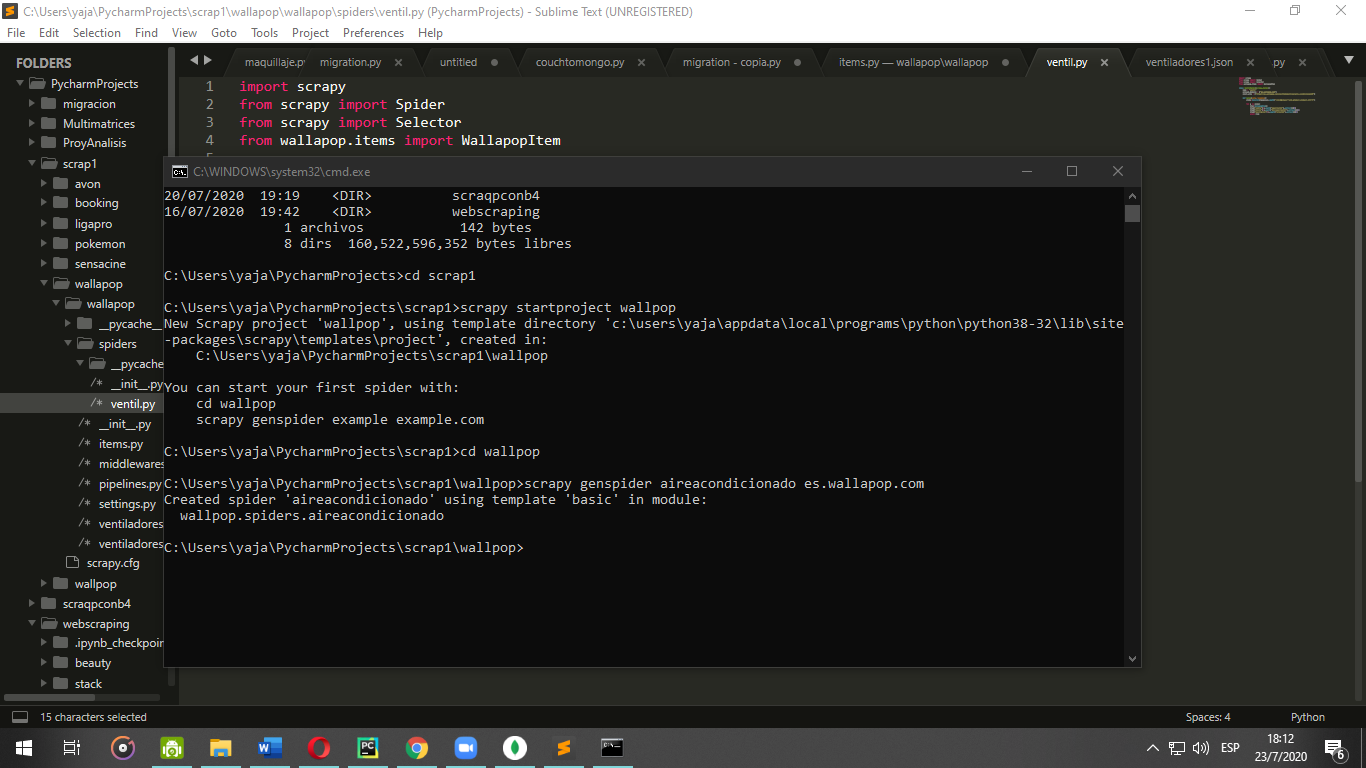 C:\Users\yaja\PycharmProjects\scrap1\wallapop\wallapop\spiders\ventil.py (PycharmProjects) - Sublime Text (UNREGISTERED)
File Edit Selection Find View Goto Tools Project Preferences Help
FOLDERS
PycharmProjects
migracion
Multimatrices
ProyAnalisis
scrap1
avon
booking
ligapro
pokemon
sensacine
wallapop
wallapop
__pycache__
spiders
__pycache
__init__.py
ventil.py
__init__.py
items.py
middlewares
pipelines.py
settings.py
ventiladores
ventiladores
scrapy.cfg
wallpop
scraqpconb4
webscraping
.ipynb_checkpoin
beauty
stack
maquillaje.py migration.py untitled couchtomongo.py migration - copia.py items.py — wallapop\wallapop ventil.py ventiladores1.json .py
1 import scrapy
2 from scrapy import Spider
3 from scrapy import Selector
4 from wallapop.items import WallapopItem
C:\WINDOWS\system32\cmd.exe
20/07/2020 19:19 <DIR> scraqpconb4
16/07/2020 19:42 <DIR> webscraping
1 archivos 142 bytes
8 dirs 160,522,596,352 bytes libres
C:\Users\yaja\PycharmProjects>cd scrap1
C:\Users\yaja\PycharmProjects\scrap1>scrapy startproject wallpop
New Scrapy project 'wallpop', using template directory 'c:\users\yaja\appdata\local\programs\python\python38-32\lib\site
-packages\scrapy\templates\project', created in:
C:\Users\yaja\PycharmProjects\scrap1\wallpop
You can start your first spider with:
cd wallpop
scrapy genspider example example.com
C:\Users\yaja\PycharmProjects\scrap1>cd wallpop
C:\Users\yaja\PycharmProjects\scrap1\wallpop>scrapy genspider aireacondicionado es.wallapop.com
Created spider 'aireacondicionado' using template 'basic' in module:
wallpop.spiders.aireacondicionado
C:\Users\yaja\PycharmProjects\scrap1\wallpop>
15 characters selected
Spaces: 4 Python
ESP
18:12
23/7/2020
6